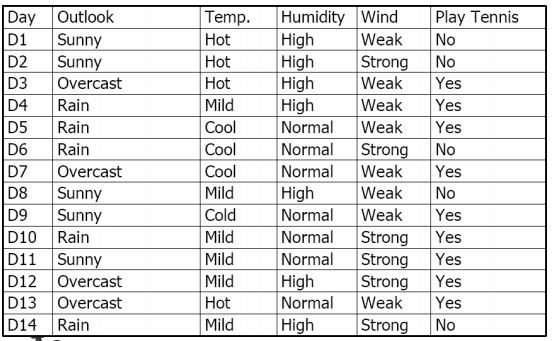 Day Outlook Temp. Humidity Wind Play Tennis
D1 Sunny Hot High Weak No
D2 Sunny Hot High Strong No
D3 Overcast Hot High Weak Yes
D4 Rain Mild High Weak Yes
D5 Rain Cool Normal Weak Yes
D6 Rain Cool Normal Strong No
D7 Overcast Cool Normal Weak Yes
D8 Sunny Mild High Weak No
D9 Sunny Cold Normal Weak Yes
D10 Rain Mild Normal Strong Yes
D11 Sunny Mild Normal Strong Yes
D12 Overcast Mild High Strong Yes
D13 Overcast Hot Normal Weak Yes
D14 Rain Mild High Strong No